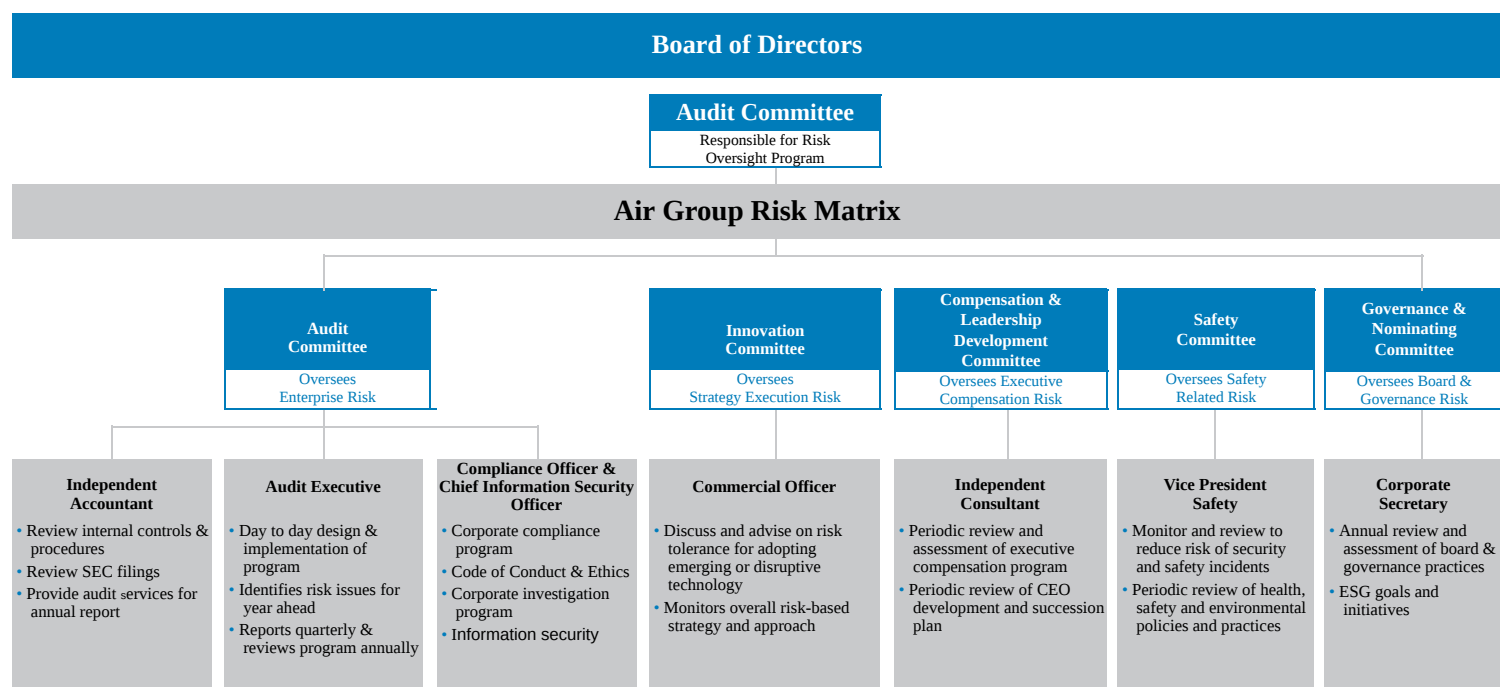 Board of Directors
Audit Committee
Responsible for Risk
Oversight Program
Air Group Risk Matrix
Audit
Committee
Oversees
Enterprise Risk
Innovation
Committee
Oversees
Strategy Execution Risk
Compensation &
Leadership
Development
Committee
Oversees Executive
Compensation Risk
Safety
Committee
Oversees Safety
Related Risk
Governance &
Nominating
Committee
Oversees Board &
Governance Risk
Independent
Accountant
• Review internal controls &
procedures
• Review SEC filings
• Provide audit services for
annual report
Audit Executive
• Day to day design &
implementation of
program
• Identifies risk issues for
year ahead
• Reports quarterly &
reviews program annually
Compliance Officer &
Chief Information Security
Officer
• Corporate compliance
program
• Code of Conduct & Ethics
• Corporate investigation
program
• Information security
Commercial Officer
• Discuss and advise on risk
tolerance for adopting
emerging or disruptive
technology
• Monitors overall risk-based
strategy and approach
Independent
Consultant
• Periodic review and
assessment of executive
compensation program
• Periodic review of CEO
development and succession
plan
Vice President
Safety
• Monitor and review to
reduce risk of security
and safety incidents
• Periodic review of health,
safety and environmental
policies and practices
Corporate
Secretary
• Annual review and
assessment of board &
governance practices
• ESG goals and
initiatives